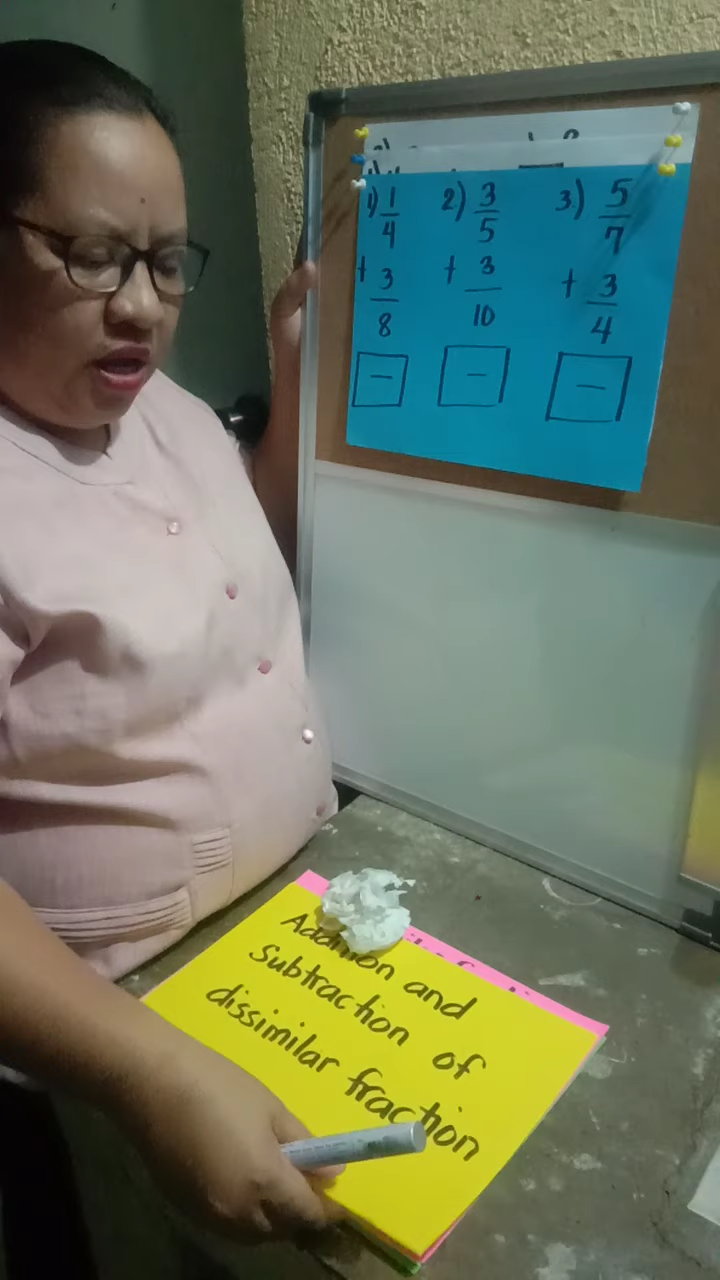 1) 1/4 2) 3/5 3) 5/7
+ 3/8 + 3/10 + 3/4
Addition and
Subtraction of
dissimilar fraction